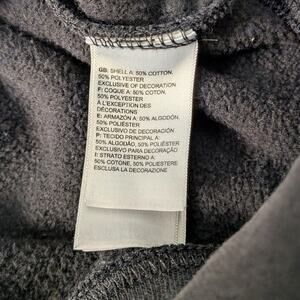 GB: SHELL A: 50% COTTON,
50% POLYESTER
EXCLUSIVE OF DECORATION
F: COQUE A: 50% COTON,
50% POLYESTER
À L'EXCEPTION DES
DÉCORATIONS
E: ARMAZÓN A: 50% ALGODÓN,
50% POLIÉSTER
EXCLUSIVO DE DECORACIÓN
P: TECIDO PRINCIPAL A:
50% ALGODÃO, 50% POLIÉSTER
EXCLUSIVO PARA DECORAÇÃO
I: STRATO ESTERNO A:
50% COTONE, 50% POLIESTERE
ESCLUSA LA DECORAZIONE